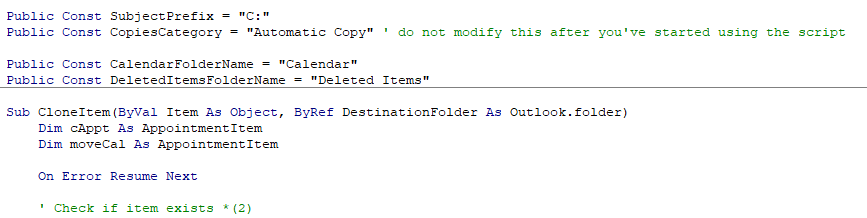 Public Const SubjectPrefix = "C:"
Public Const CopiesCategory = "Automatic Copy" ' do not modify this after you've started using the script
Public Const CalendarFolderName = "Calendar"
Public Const DeletedItemsFolderName = "Deleted Items"
Sub CloneItem(ByVal Item As Object, ByRef DestinationFolder As Outlook.folder)
Dim cAppt As AppointmentItem
Dim moveCal As AppointmentItem
On Error Resume Next
' Check if item exists *(2)